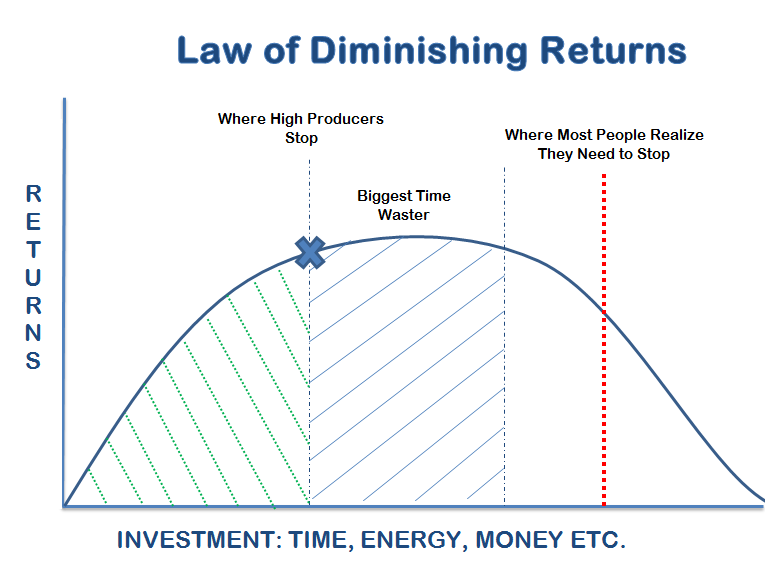 Law of Diminishing Returns
Where High Producers
Stop
Where Most People Realize
They Need to Stop
Biggest Time
Waster
RETURNS
INVESTMENT: TIME, ENERGY, MONEY ETC.